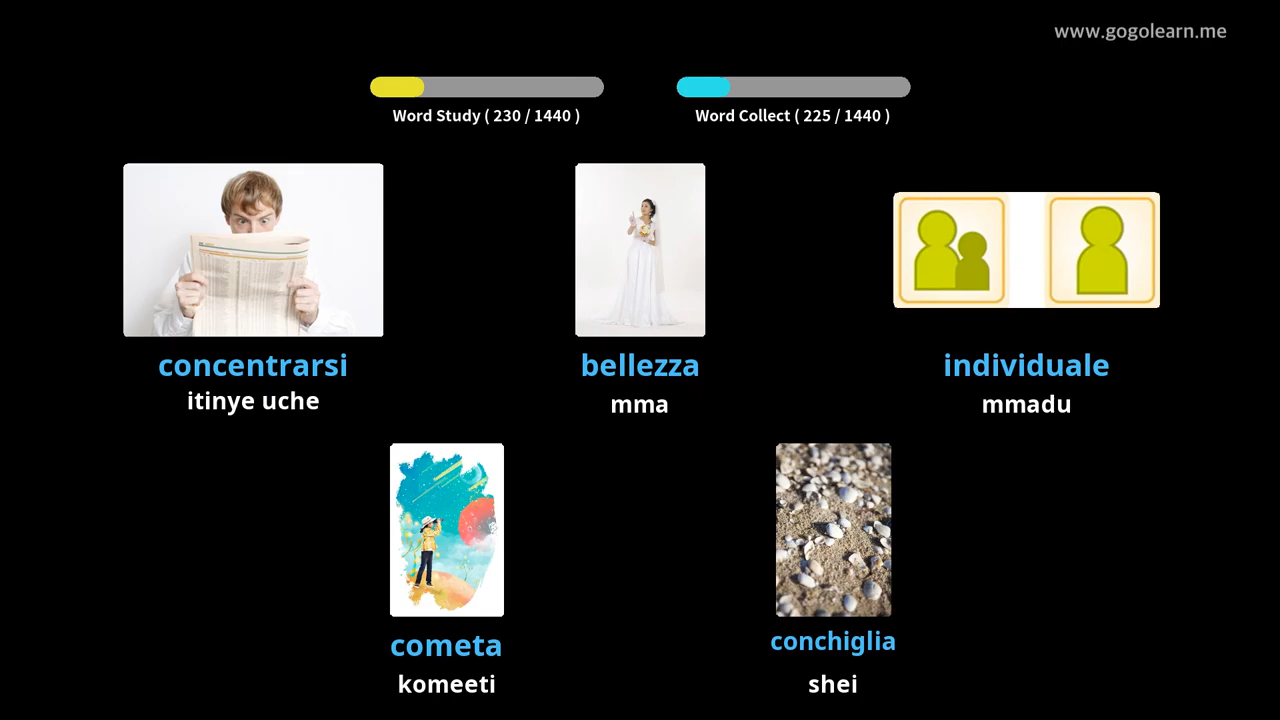 www.gogolearn.me
Word Study ( 230 / 1440 )
Word Collect ( 225 / 1440 )
concentrarsi
itinye uche
bellezza
mma
individuale
mmadu
cometa
komeeti
conchiglia
shei